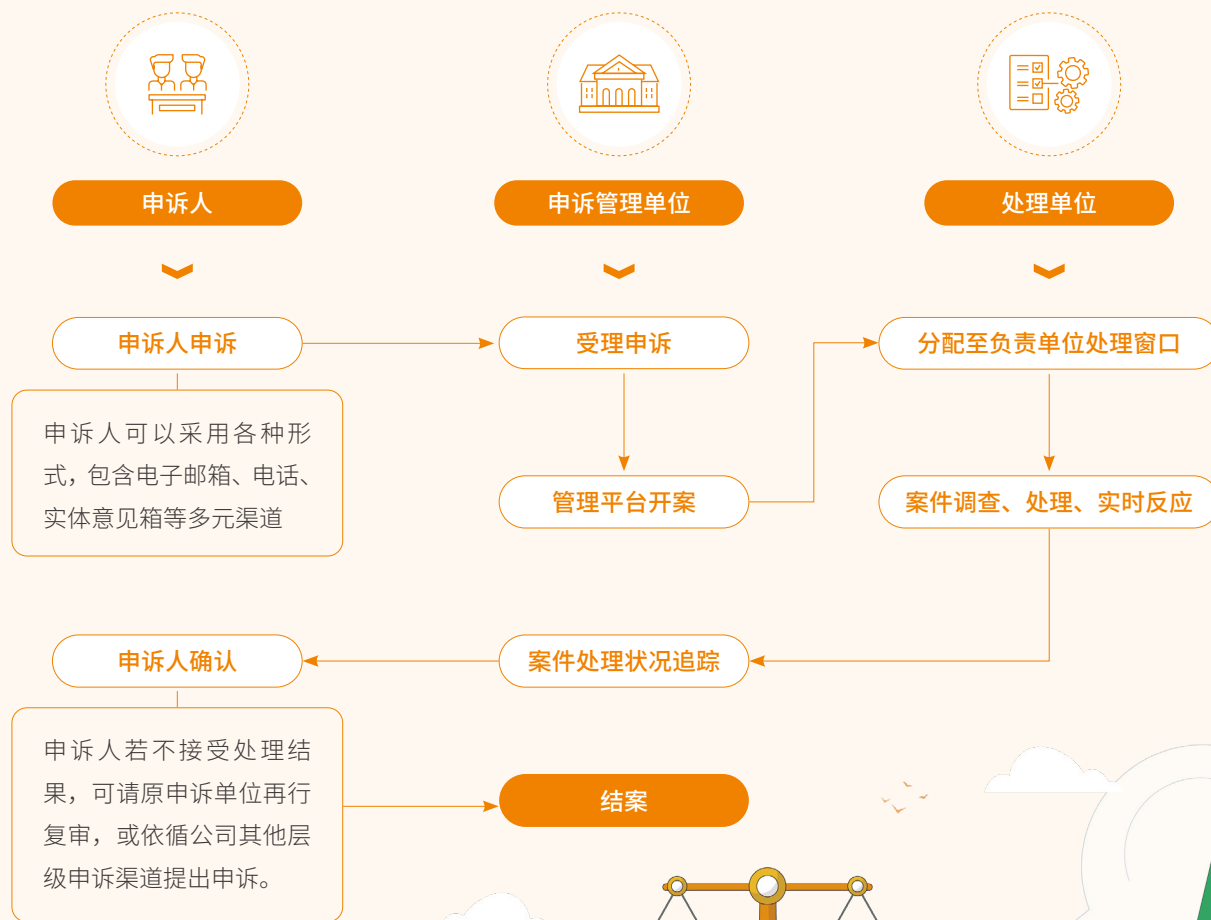 申诉人
申诉管理单位
处理单位
申诉人申诉
受理申诉
分配至负责单位处理窗口
申诉人可以采用各种形
式，包含电子邮箱、电话、
实体意见箱等多元渠道
管理平台开案
案件调查、处理、实时反应
申诉人确认
案件处理状况追踪
申诉人若不接受处理结
果，可请原申诉单位再行
复审，或依循公司其他层
级申诉渠道提出申诉。
结案